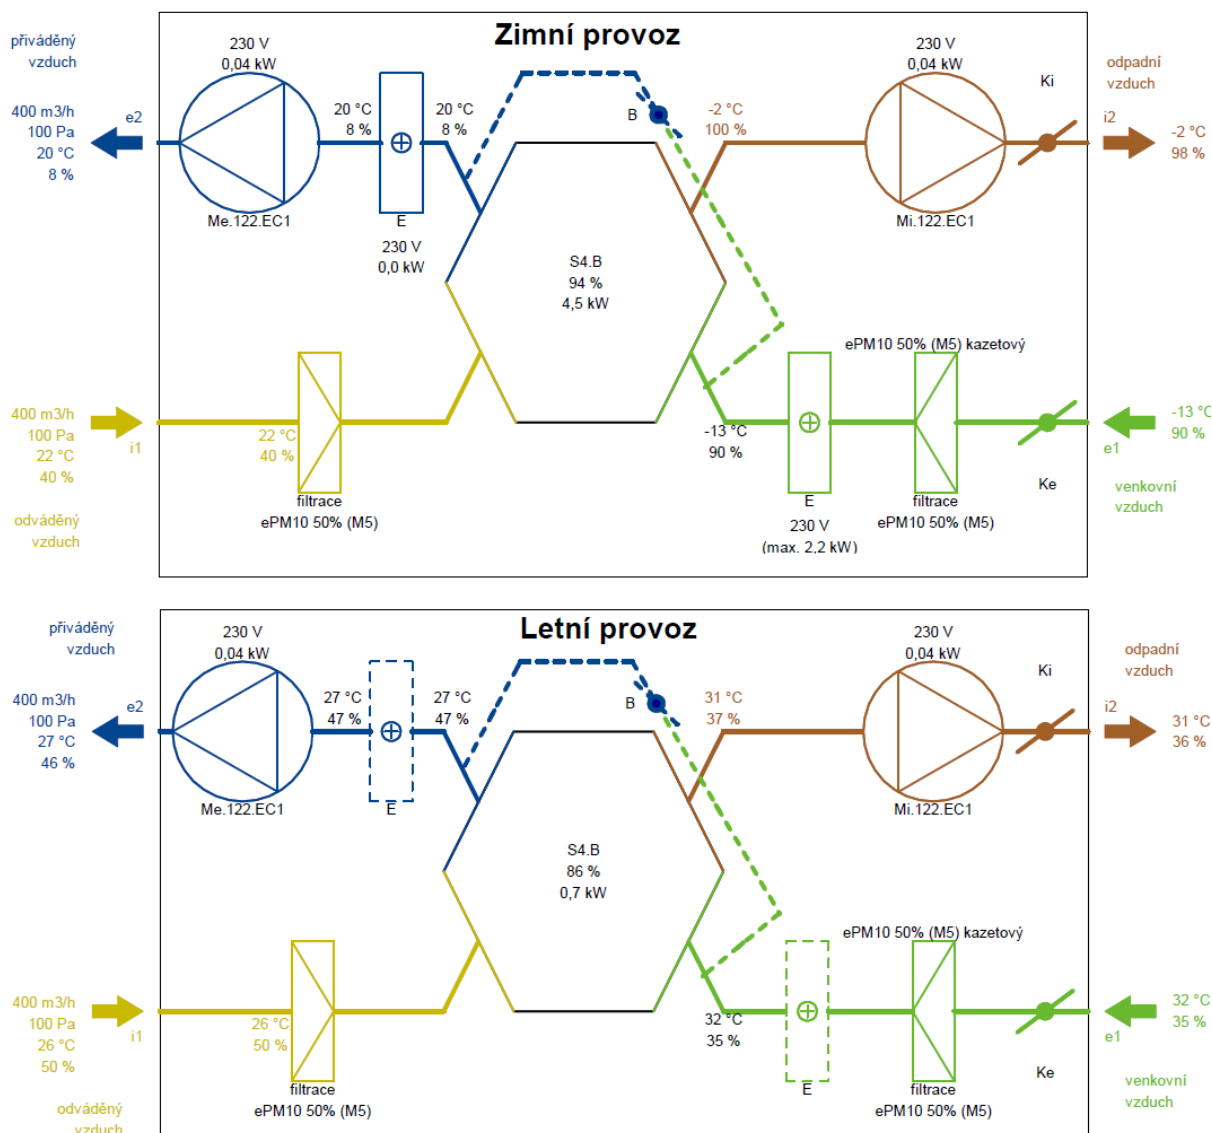 Zimní provoz
přiváděný
vzduch
230 V
0,04 kW
230 V
0,04 kW
Ki
odpadní
vzduch
400 m3/h
100 Pa
20 °C
8 %
e2
20 °C
8 %
20 °C
8 %
B
-2 °C
100 %
i2
-2 °C
98 %
Me.122.EC1
E
230 V
0,0 kW
Mi.122.EC1
S4.B
94 %
4,5 kW
ePM10 50% (M5) kazetový
400 m3/h
100 Pa
22 °C
40 %
i1
22 °C
40 %
-13 °C
90 %
-13 °C
90 %
e1
filtrace
ePM10 50% (M5)
E
230 V
(max. 2,2 kW)
filtrace
ePM10 50% (M5)
Ke
odváděný
vzduch
venkovní
vzduch
Letní provoz
přiváděný
vzduch
230 V
0,04 kW
230 V
0,04 kW
Ki
odpadní
vzduch
400 m3/h
100 Pa
27 °C
46 %
e2
27 °C
47 %
27 °C
47 %
B
31 °C
37 %
i2
31 °C
36 %
Me.122.EC1
E
Mi.122.EC1
S4.B
86 %
0,7 kW
ePM10 50% (M5) kazetový
400 m3/h
100 Pa
26 °C
50 %
i1
26 °C
50 %
32 °C
35 %
32 °C
35 %
e1
filtrace
ePM10 50% (M5)
E
filtrace
ePM10 50% (M5)
Ke
odváděný
vzduch
venkovní
vzduch